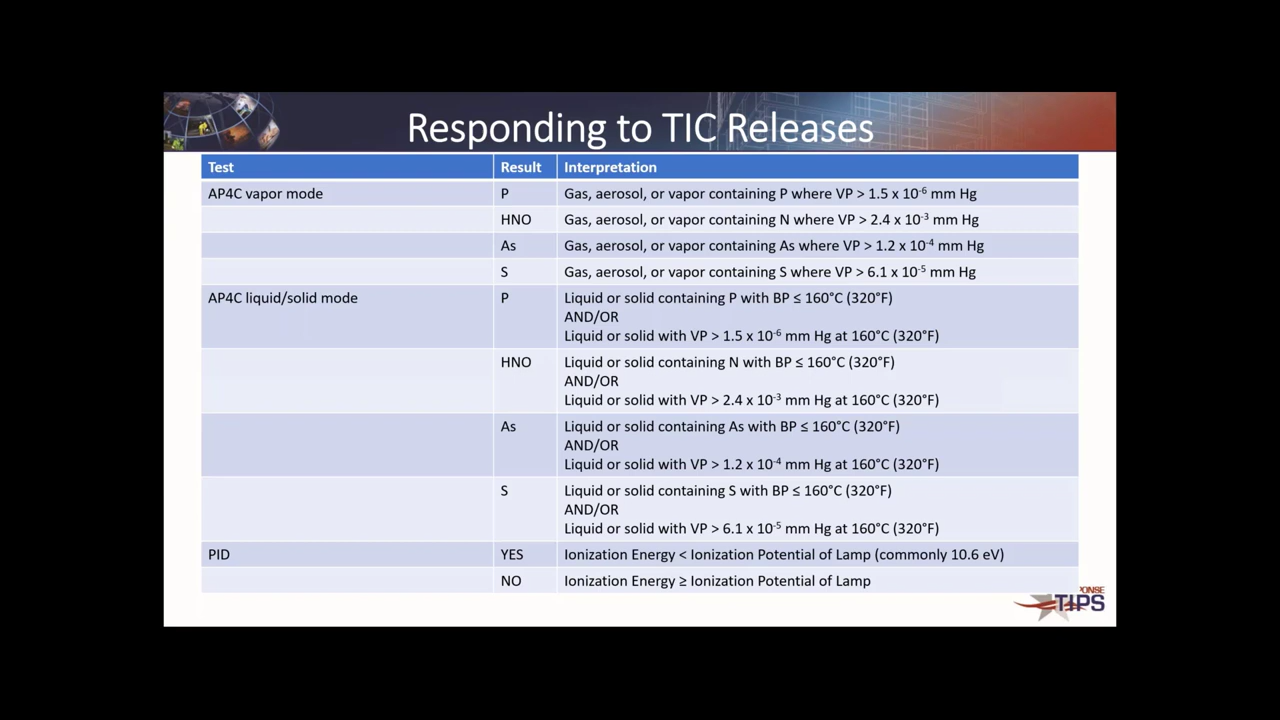 Responding to TIC Releases
Test Result Interpretation
AP4C vapor mode P Gas, aerosol, or vapor containing P where VP > 1.5 x 10⁻⁶ mm Hg
HNO Gas, aerosol, or vapor containing N where VP > 2.4 x 10⁻³ mm Hg
As Gas, aerosol, or vapor containing As where VP > 1.2 x 10⁻⁴ mm Hg
S Gas, aerosol, or vapor containing S where VP > 6.1 x 10⁻⁵ mm Hg
AP4C liquid/solid mode P Liquid or solid containing P with BP ≤ 160°C (320°F)
AND/OR
Liquid or solid with VP > 1.5 x 10⁻⁶ mm Hg at 160°C (320°F)
HNO Liquid or solid containing N with BP ≤ 160°C (320°F)
AND/OR
Liquid or solid with VP > 2.4 x 10⁻³ mm Hg at 160°C (320°F)
As Liquid or solid containing As with BP ≤ 160°C (320°F)
AND/OR
Liquid or solid with VP > 1.2 x 10⁻⁴ mm Hg at 160°C (320°F)
S Liquid or solid containing S with BP ≤ 160°C (320°F)
AND/OR
Liquid or solid with VP > 6.1 x 10⁻⁵ mm Hg at 160°C (320°F)
PID YES Ionization Energy < Ionization Potential of Lamp (commonly 10.6 eV)
NO Ionization Energy ≥ Ionization Potential of Lamp
PONSE
TIPS